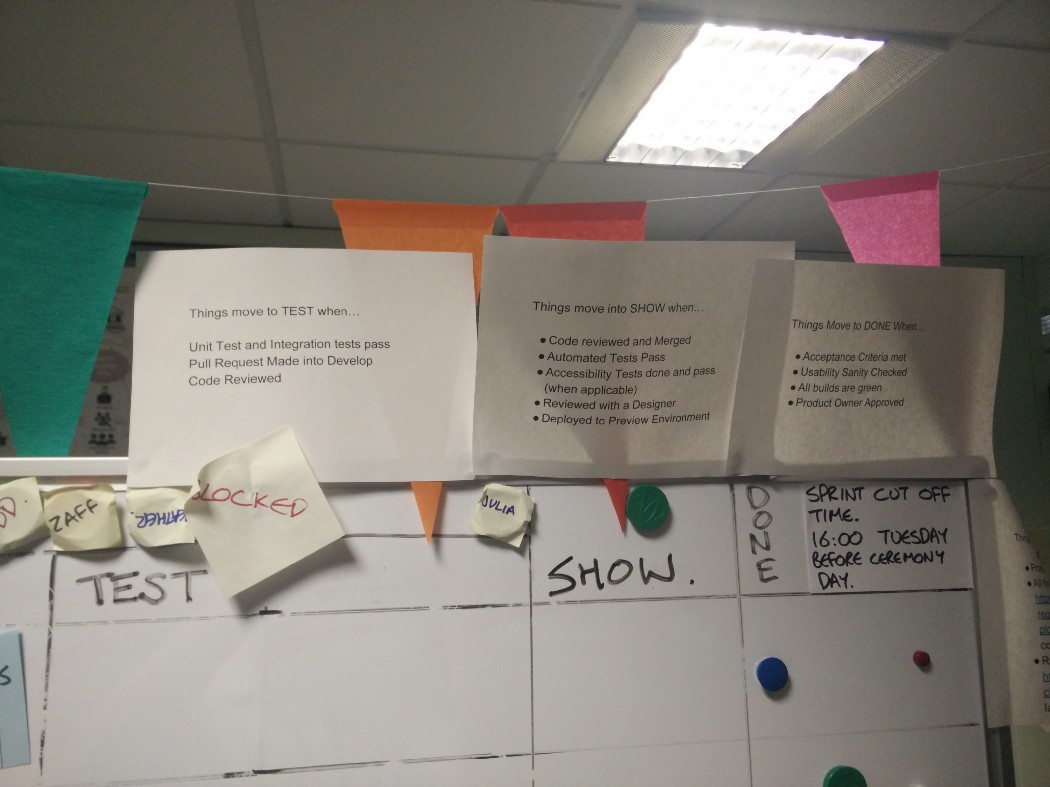 Things move to TEST when…
Unit Test and Integration tests pass
Pull Request Made into Develop
Code Reviewed
Things move into SHOW when…
● Code reviewed and Merged
● Automated Tests Pass
● Accessibility Tests done and pass
(when applicable)
● Reviewed with a Designer
● Deployed to Preview Environment
Things Move to DONE When…
● Acceptance Criteria met
● Usability Sanity Checked
● All builds are green
● Product Owner Approved
ZAFF
BLOCKED
JULIA
TEST
SHOW.
DONE
SPRINT CUT OFF
TIME.
16:00 TUESDAY
BEFORE CEREMONY
DAY.